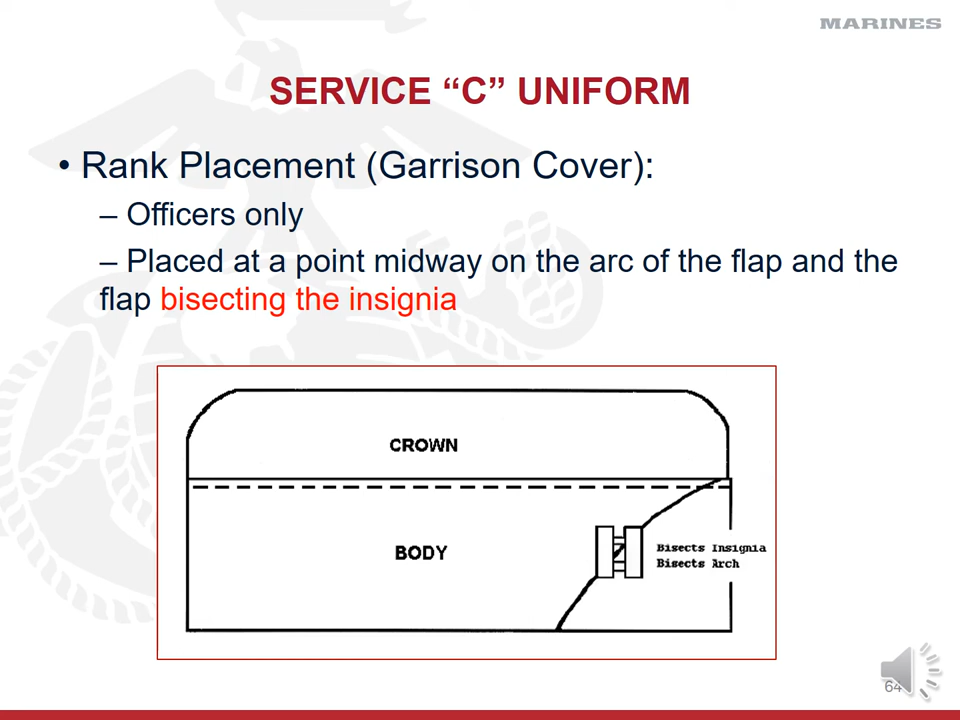 MARINES
SERVICE “C” UNIFORM
• Rank Placement (Garrison Cover):
– Officers only
– Placed at a point midway on the arc of the flap and the
flap bisecting the insignia
CROWN
BODY
Bisects Insignia
Bisects Arch
64